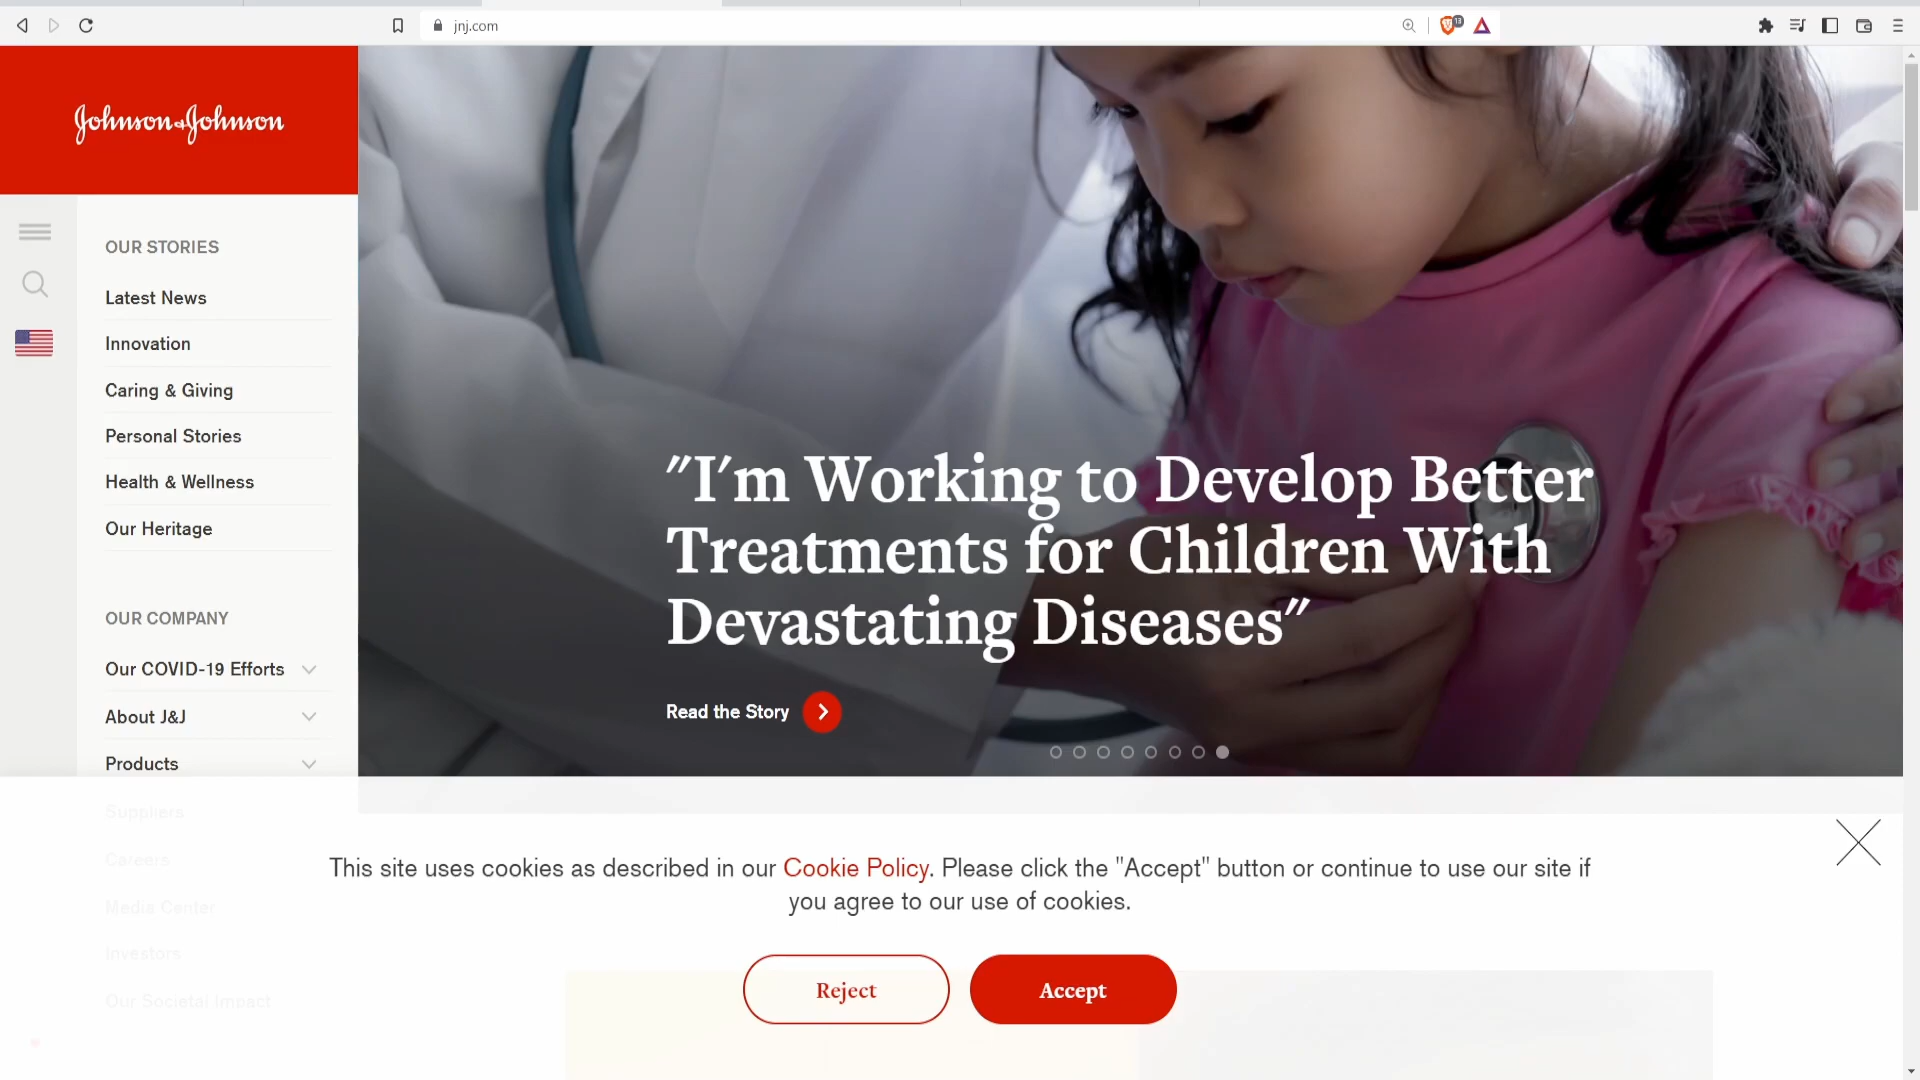 jnj.com
13
Johnson & Johnson
OUR STORIES
Latest News
Innovation
Caring & Giving
Personal Stories
Health & Wellness
Our Heritage
OUR COMPANY
Our COVID-19 Efforts
About J&J
Products
Suppliers
Careers
Media Center
Investors
Our Societal Impact
"I'm Working to Develop Better
Treatments for Children With
Devastating Diseases"
Read the Story
This site uses cookies as described in our Cookie Policy. Please click the "Accept" button or continue to use our site if
you agree to our use of cookies.
Reject
Accept